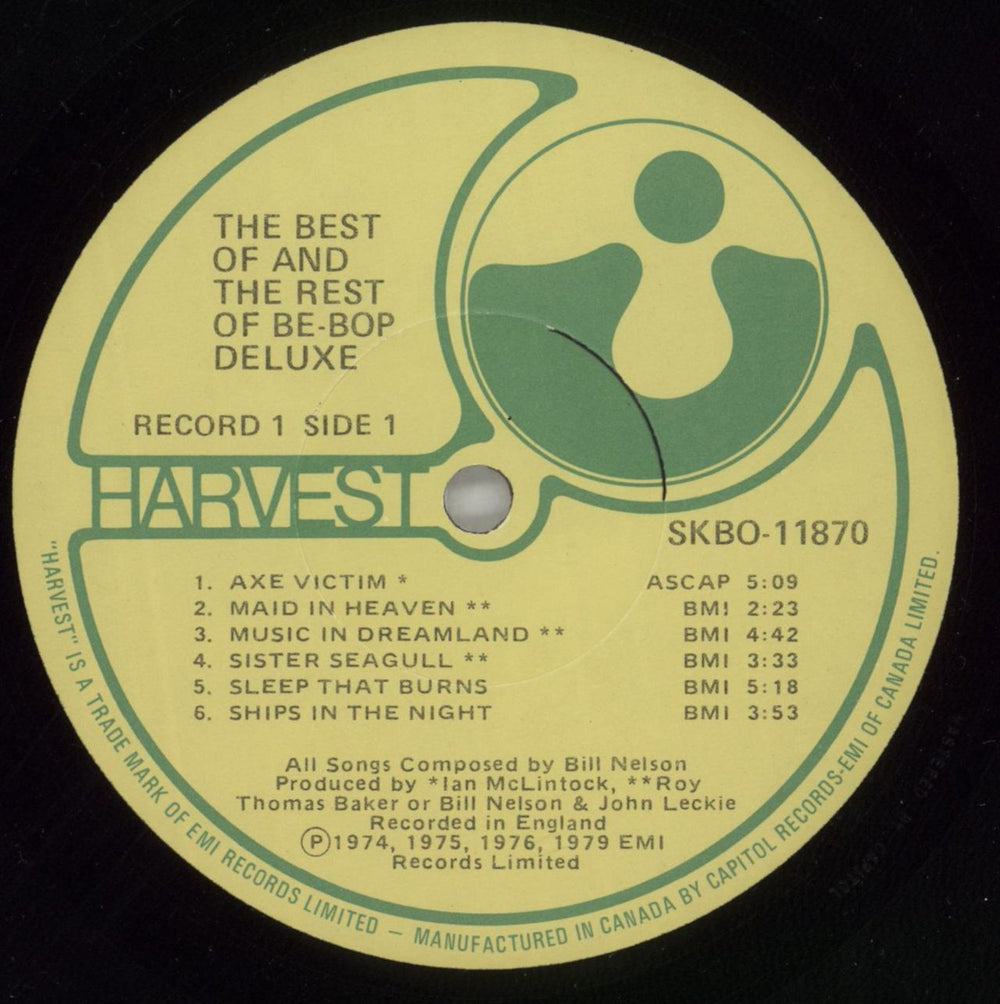 THE BEST
OF AND
THE REST
OF BE-BOP
DELUXE
RECORD 1 SIDE 1
HARVEST
SKBO-11870
1. AXE VICTIM * ASCAP 5:09
2. MAID IN HEAVEN ** BMI 2:23
3. MUSIC IN DREAMLAND ** BMI 4:42
4. SISTER SEAGULL ** BMI 3:33
5. SLEEP THAT BURNS BMI 5:18
6. SHIPS IN THE NIGHT BMI 3:53
All Songs Composed by Bill Nelson
Produced by *Ian McLintock, **Roy
Thomas Baker or Bill Nelson & John Leckie
Recorded in England
Ⓟ1974, 1975, 1976, 1979 EMI
Records Limited
"HARVEST" IS A TRADE MARK OF EMI RECORDS LIMITED — MANUFACTURED IN CANADA BY CAPITOL RECORDS-EMI OF CANADA LIMITED.